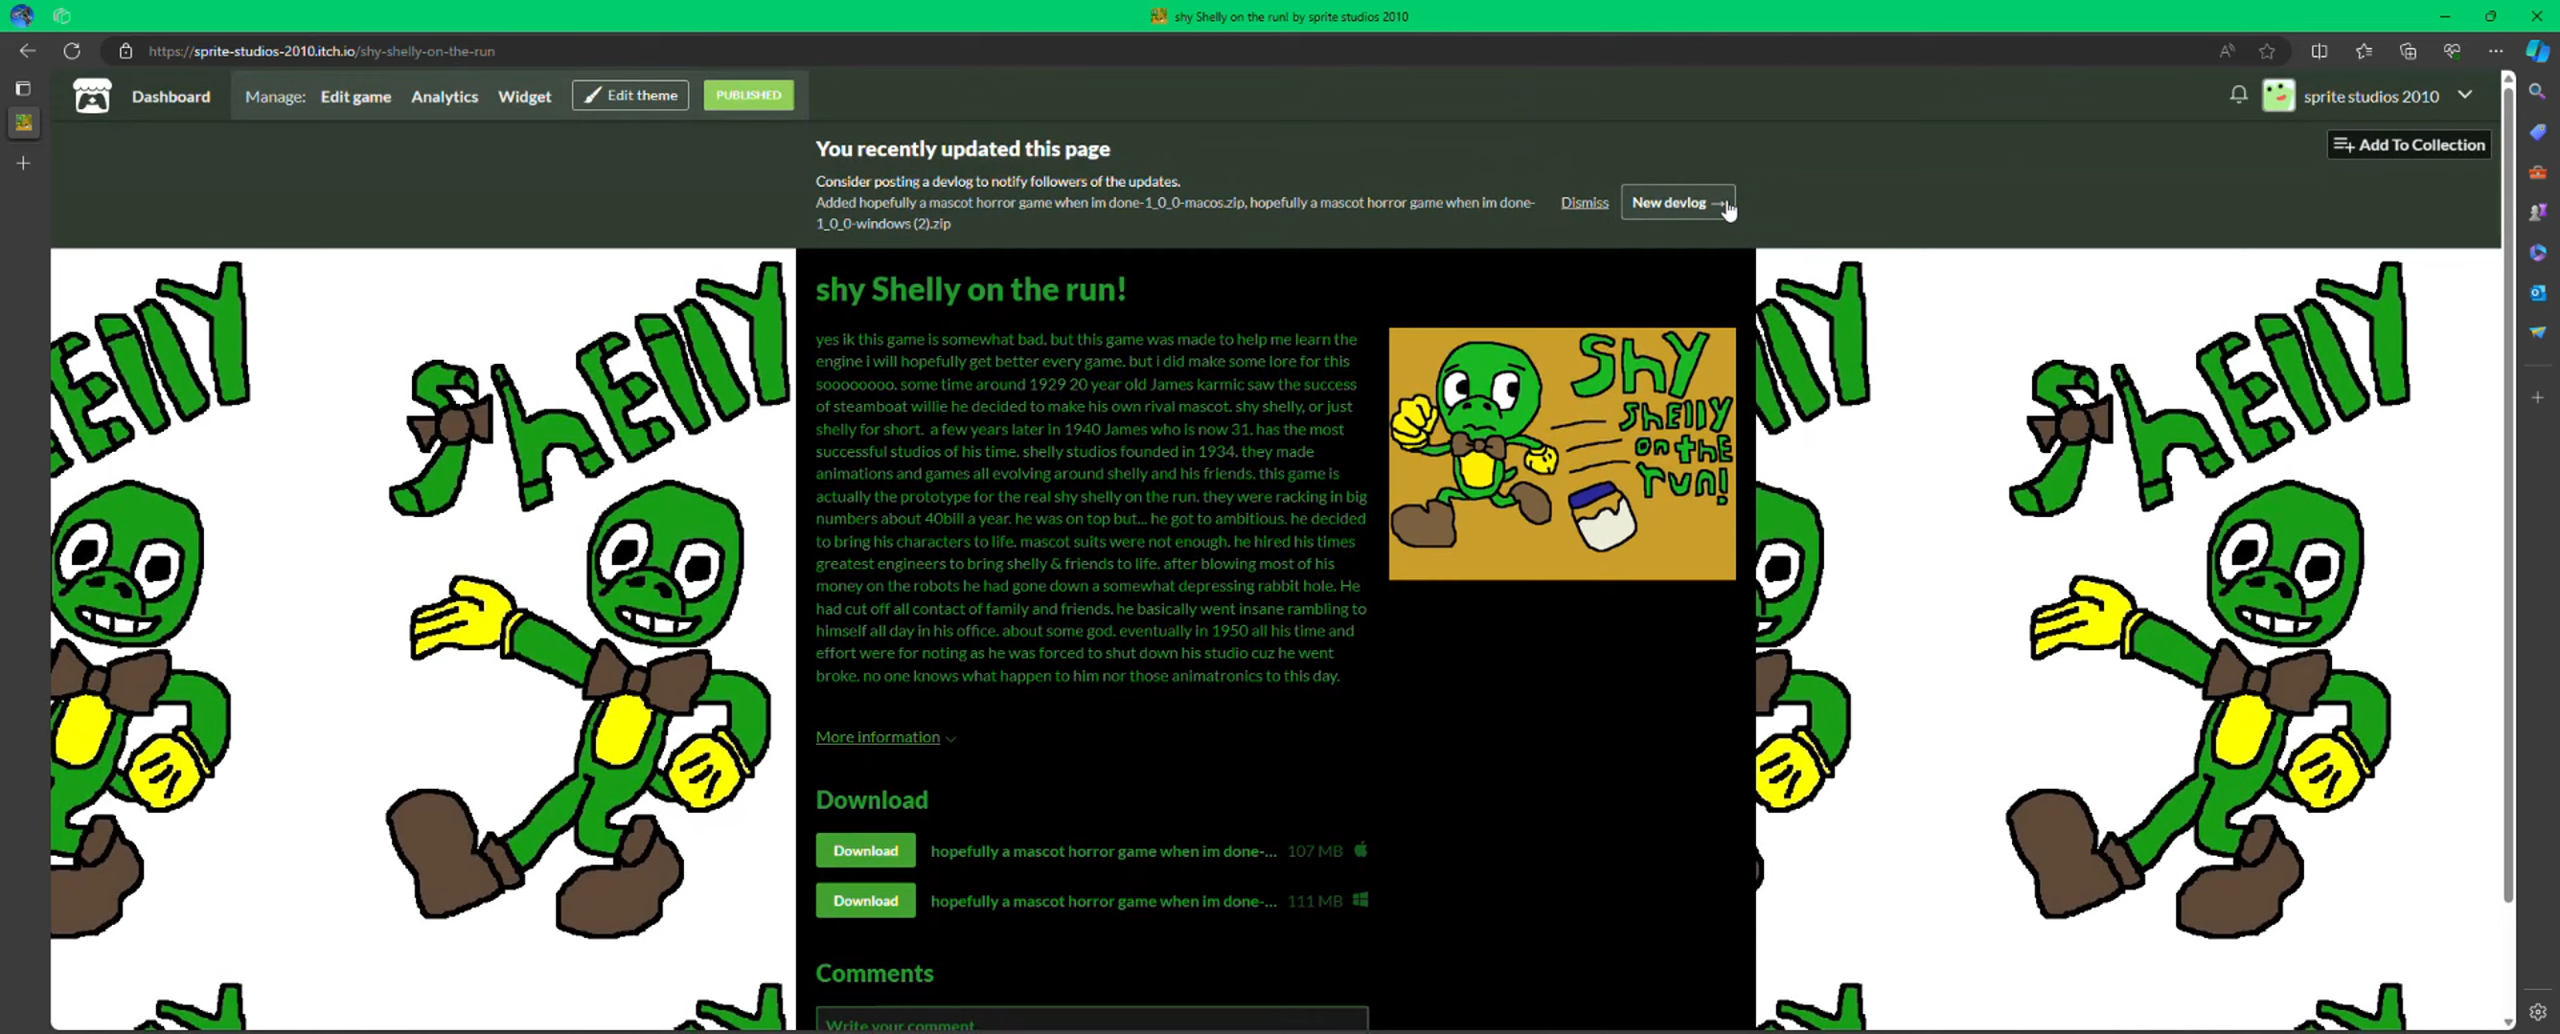 shy Shelly on the run! by sprite studios 2010
https://sprite-studios-2010.itch.io/shy-shelly-on-the-run
Dashboard
Manage: Edit game Analytics Widget Edit theme PUBLISHED
sprite studios 2010
Add To Collection
You recently updated this page
Consider posting a devlog to notify followers of the updates.
Added hopefully a mascot horror game when im done-1_0_0-macos.zip, hopefully a mascot horror game when im done-
1_0_0-windows (2).zip
Dismiss
New devlog →
shy Shelly on the run!
yes ik this game is somewhat bad. but this game was made to help me learn the
engine i will hopefully get better every game. but i did make some lore for this
sooooooooo. some time around 1929 20 year old James karmic saw the success
of steamboat willie he decided to make his own rival mascot. shy shelly, or just
shelly for short. a few years later in 1940 James who is now 31. has the most
successful studios of his time. shelly studios founded in 1934. they made
animations and games all evolving around shelly and his friends. this game is
actually the prototype for the real shy shelly on the run. they were racking in big
numbers about 40bill a year. he was on top but... he got to ambitious. he decided
to bring his characters to life. mascot suits were not enough. he hired his times
greatest engineers to bring shelly & friends to life. after blowing most of his
money on the robots he had gone down a somewhat depressing rabbit hole. He
had cut off all contact of family and friends. he basically went insane rambling to
himself all day in his office. about some god. eventually in 1950 all his time and
effort were for noting as he was forced to shut down his studio cuz he went
broke. no one knows what happen to him nor those animatronics to this day.
Shy
Shelly
on the
run!
Shelly
Shelly
More information
Download
Download hopefully a mascot horror game when im done-... 107 MB
Download hopefully a mascot horror game when im done-... 111 MB
Comments
Write your comment